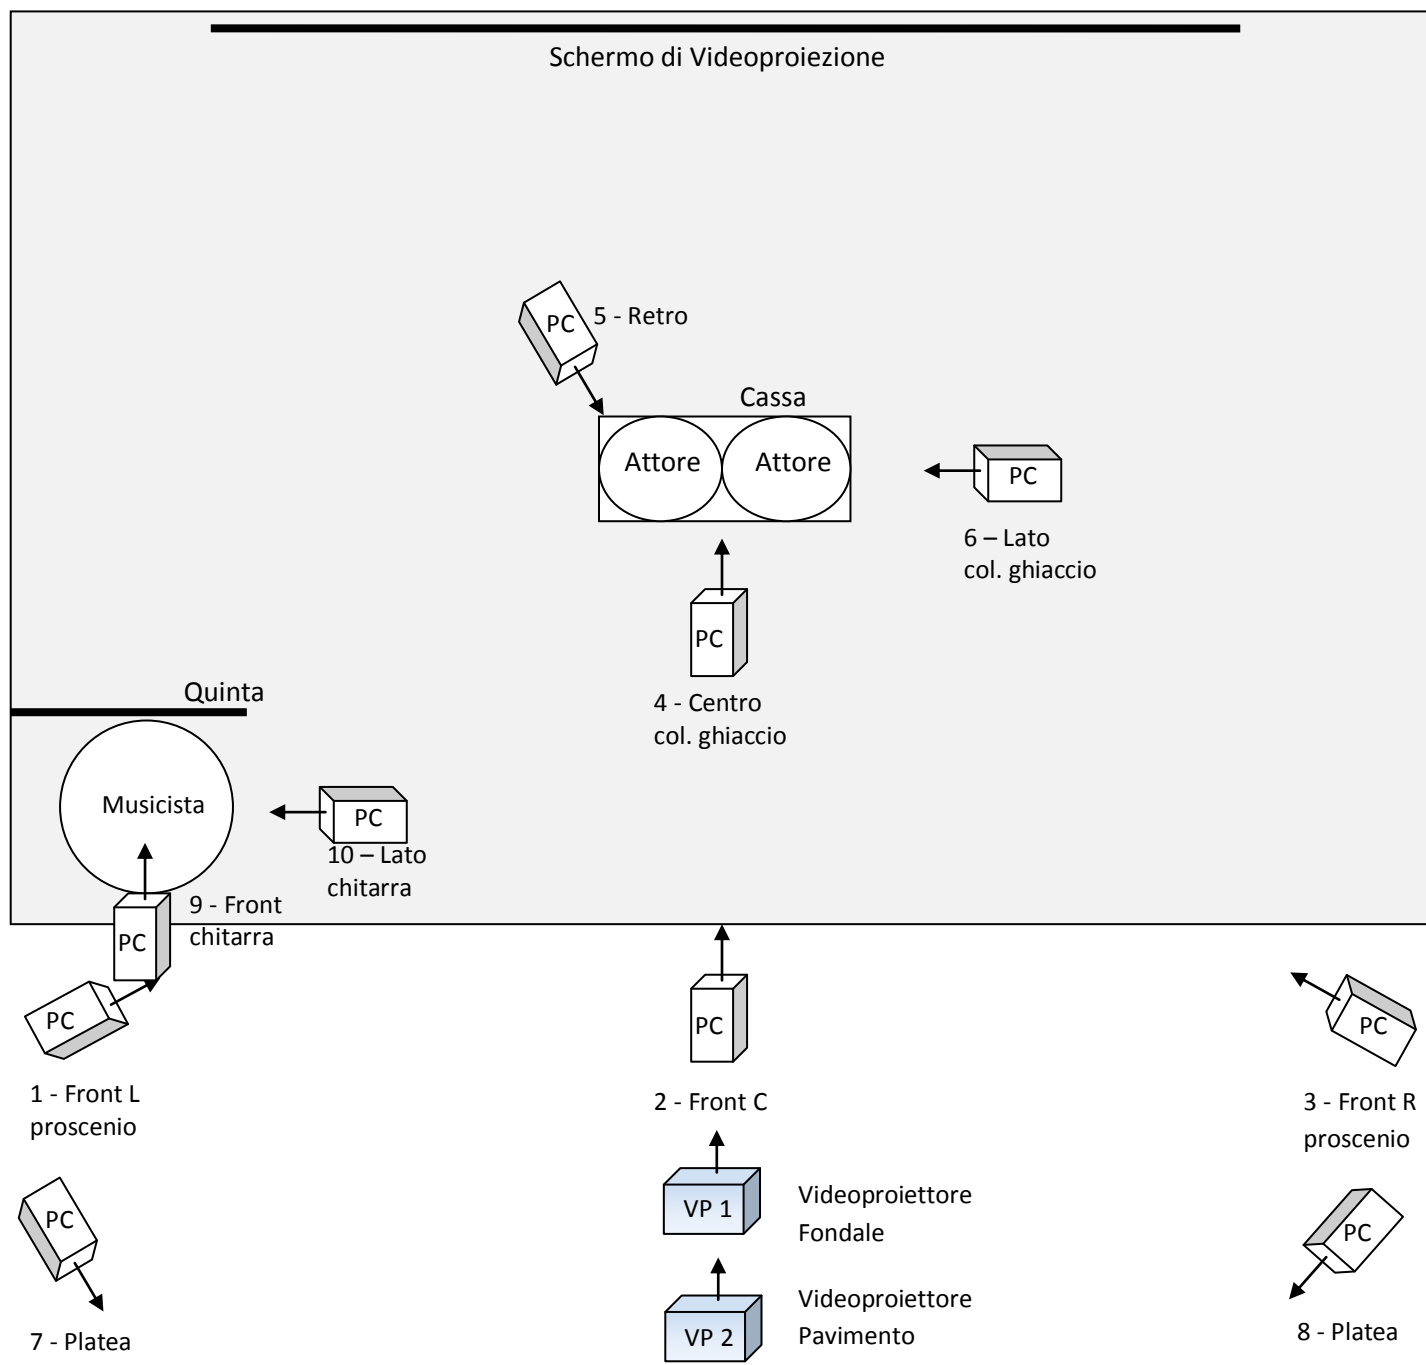 Schermo di Videoproiezione
PC
5 - Retro
Cassa
Attore
Attore
PC
6 – Lato
col. ghiaccio
PC
4 - Centro
col. ghiaccio
Quinta
Musicista
PC
10 – Lato
chitarra
9 - Front
chitarra
PC
PC
1 - Front L
proscenio
PC
2 - Front C
PC
3 - Front R
proscenio
PC
7 - Platea
VP 1
Videoproiettore
Fondale
VP 2
Videoproiettore
Pavimento
PC
8 - Platea